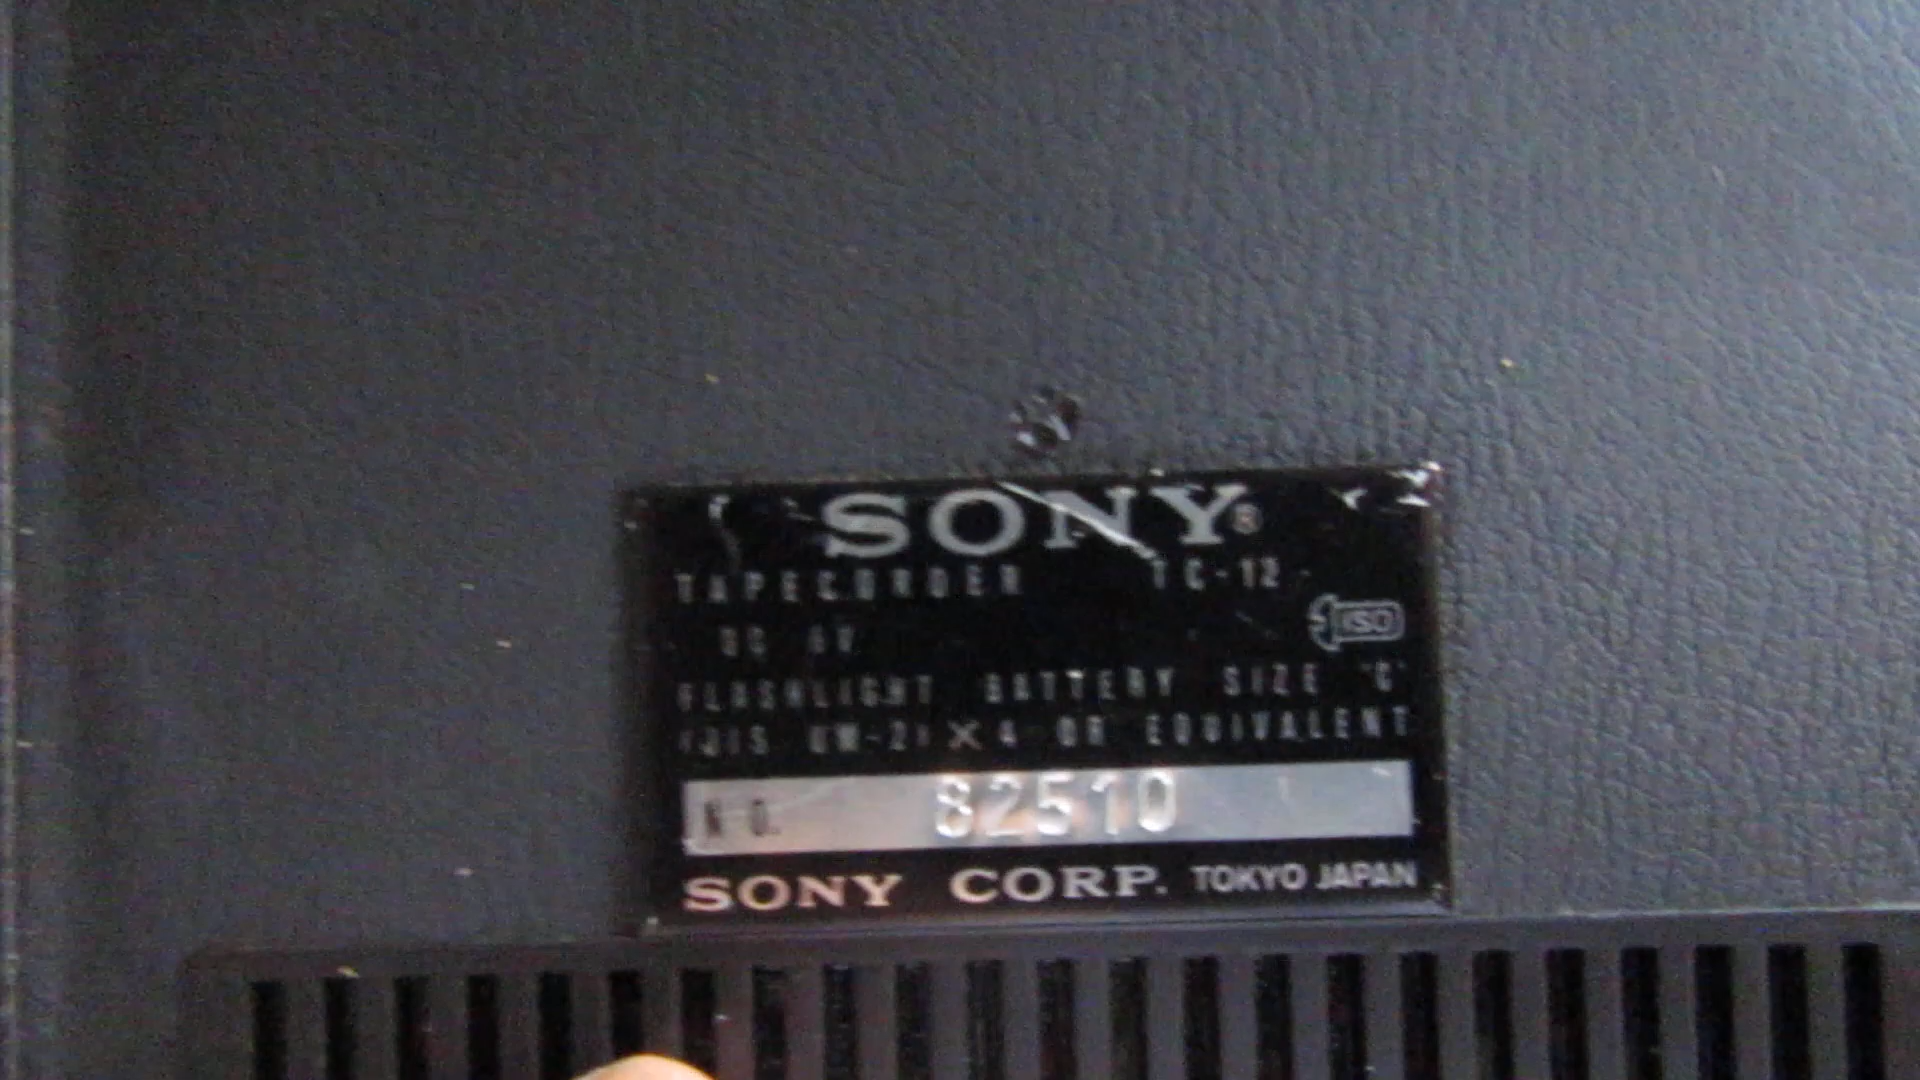 SONY®
TAPECORDER TC-12
DC 6V
FLASHLIGHT BATTERY SIZE "C"
(JIS UM-2) × 4 OR EQUIVALENT
NO. 82510
SONY CORP. TOKYO JAPAN